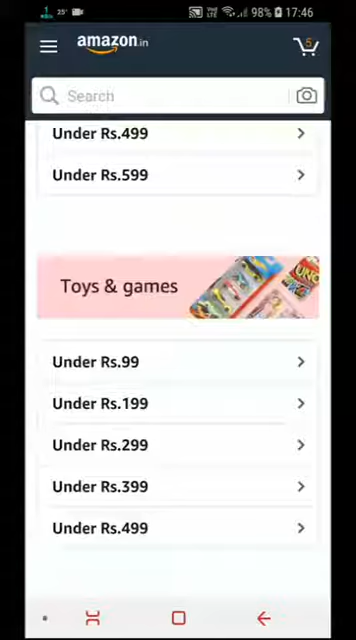 25° 98% 17:46
amazon.in
5
Search
Under Rs.499
Under Rs.599
Toys & games
UNO
Under Rs.99
Under Rs.199
Under Rs.299
Under Rs.399
Under Rs.499